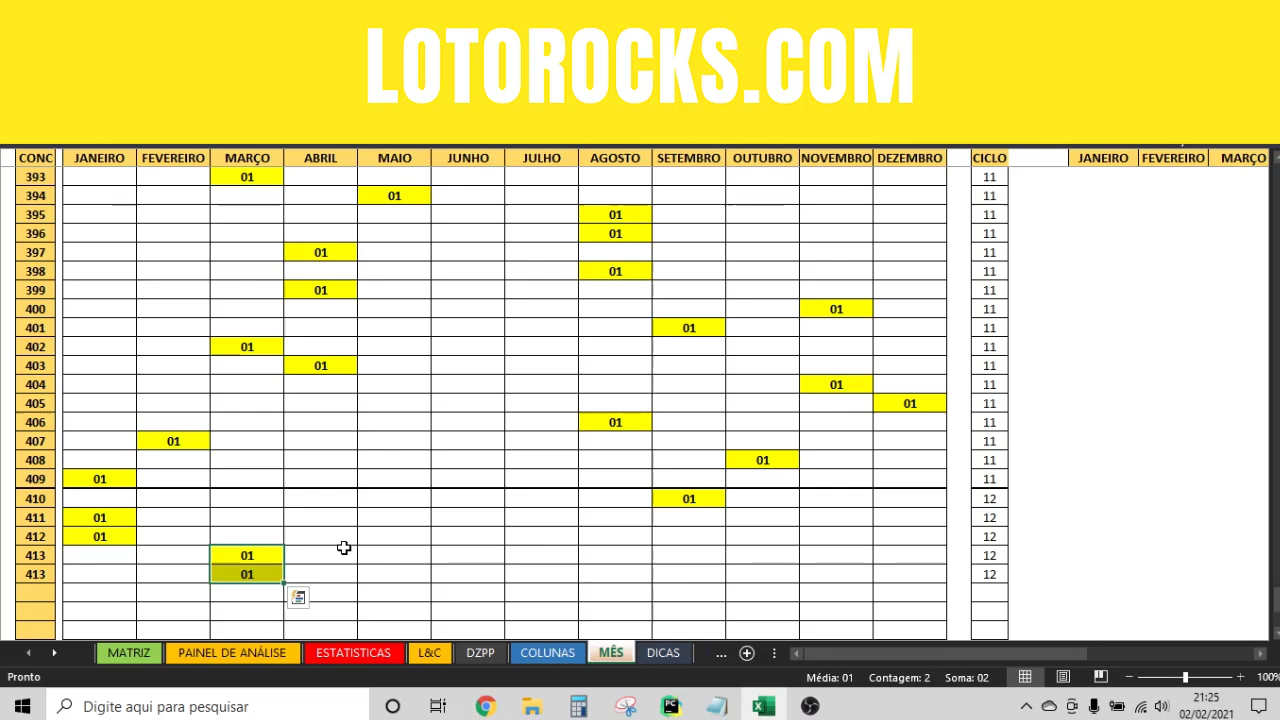 LOTOROCKS.COM
CONC JANEIRO FEVEREIRO MARÇO ABRIL MAIO JUNHO JULHO AGOSTO SETEMBRO OUTUBRO NOVEMBRO DEZEMBRO CICLO JANEIRO FEVEREIRO MARÇO
393 01 11
394 01 11
395 01 11
396 01 11
397 01 11
398 01 11
399 01 11
400 01 11
401 01 11
402 01 11
403 01 11
404 01 11
405 01 11
406 01 11
407 01 11
408 01 11
409 01 11
410 01 12
411 01 12
412 01 12
413 01 12
413 01 12
MATRIZ PAINEL DE ANÁLISE ESTATISTICAS L&C DZPP COLUNAS MÊS DICAS ...
Pronto Média: 01 Contagem: 2 Soma: 02 100%
Digite aqui para pesquisar 21:25
02/02/2021